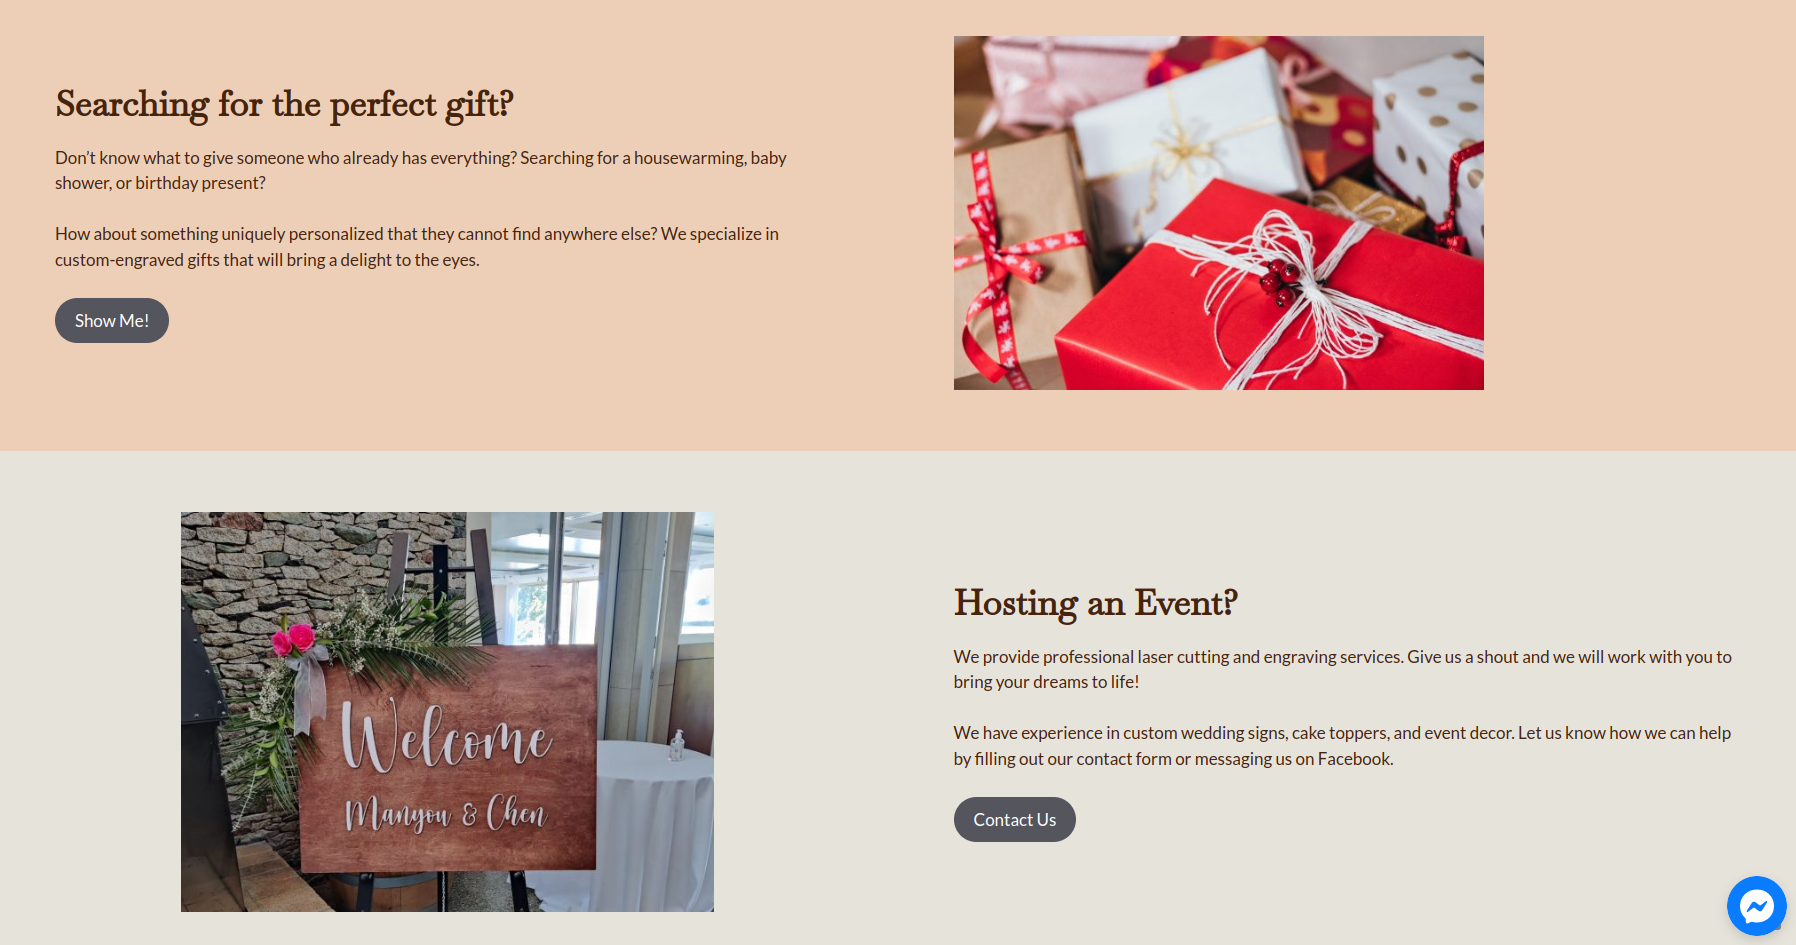 Searching for the perfect gift?
Don’t know what to give someone who already has everything? Searching for a housewarming, baby
shower, or birthday present?
How about something uniquely personalized that they cannot find anywhere else? We specialize in
custom-engraved gifts that will bring a delight to the eyes.
Show Me!
Welcome
Manyou & Chen
Hosting an Event?
We provide professional laser cutting and engraving services. Give us a shout and we will work with you to
bring your dreams to life!
We have experience in custom wedding signs, cake toppers, and event decor. Let us know how we can help
by filling out our contact form or messaging us on Facebook.
Contact Us